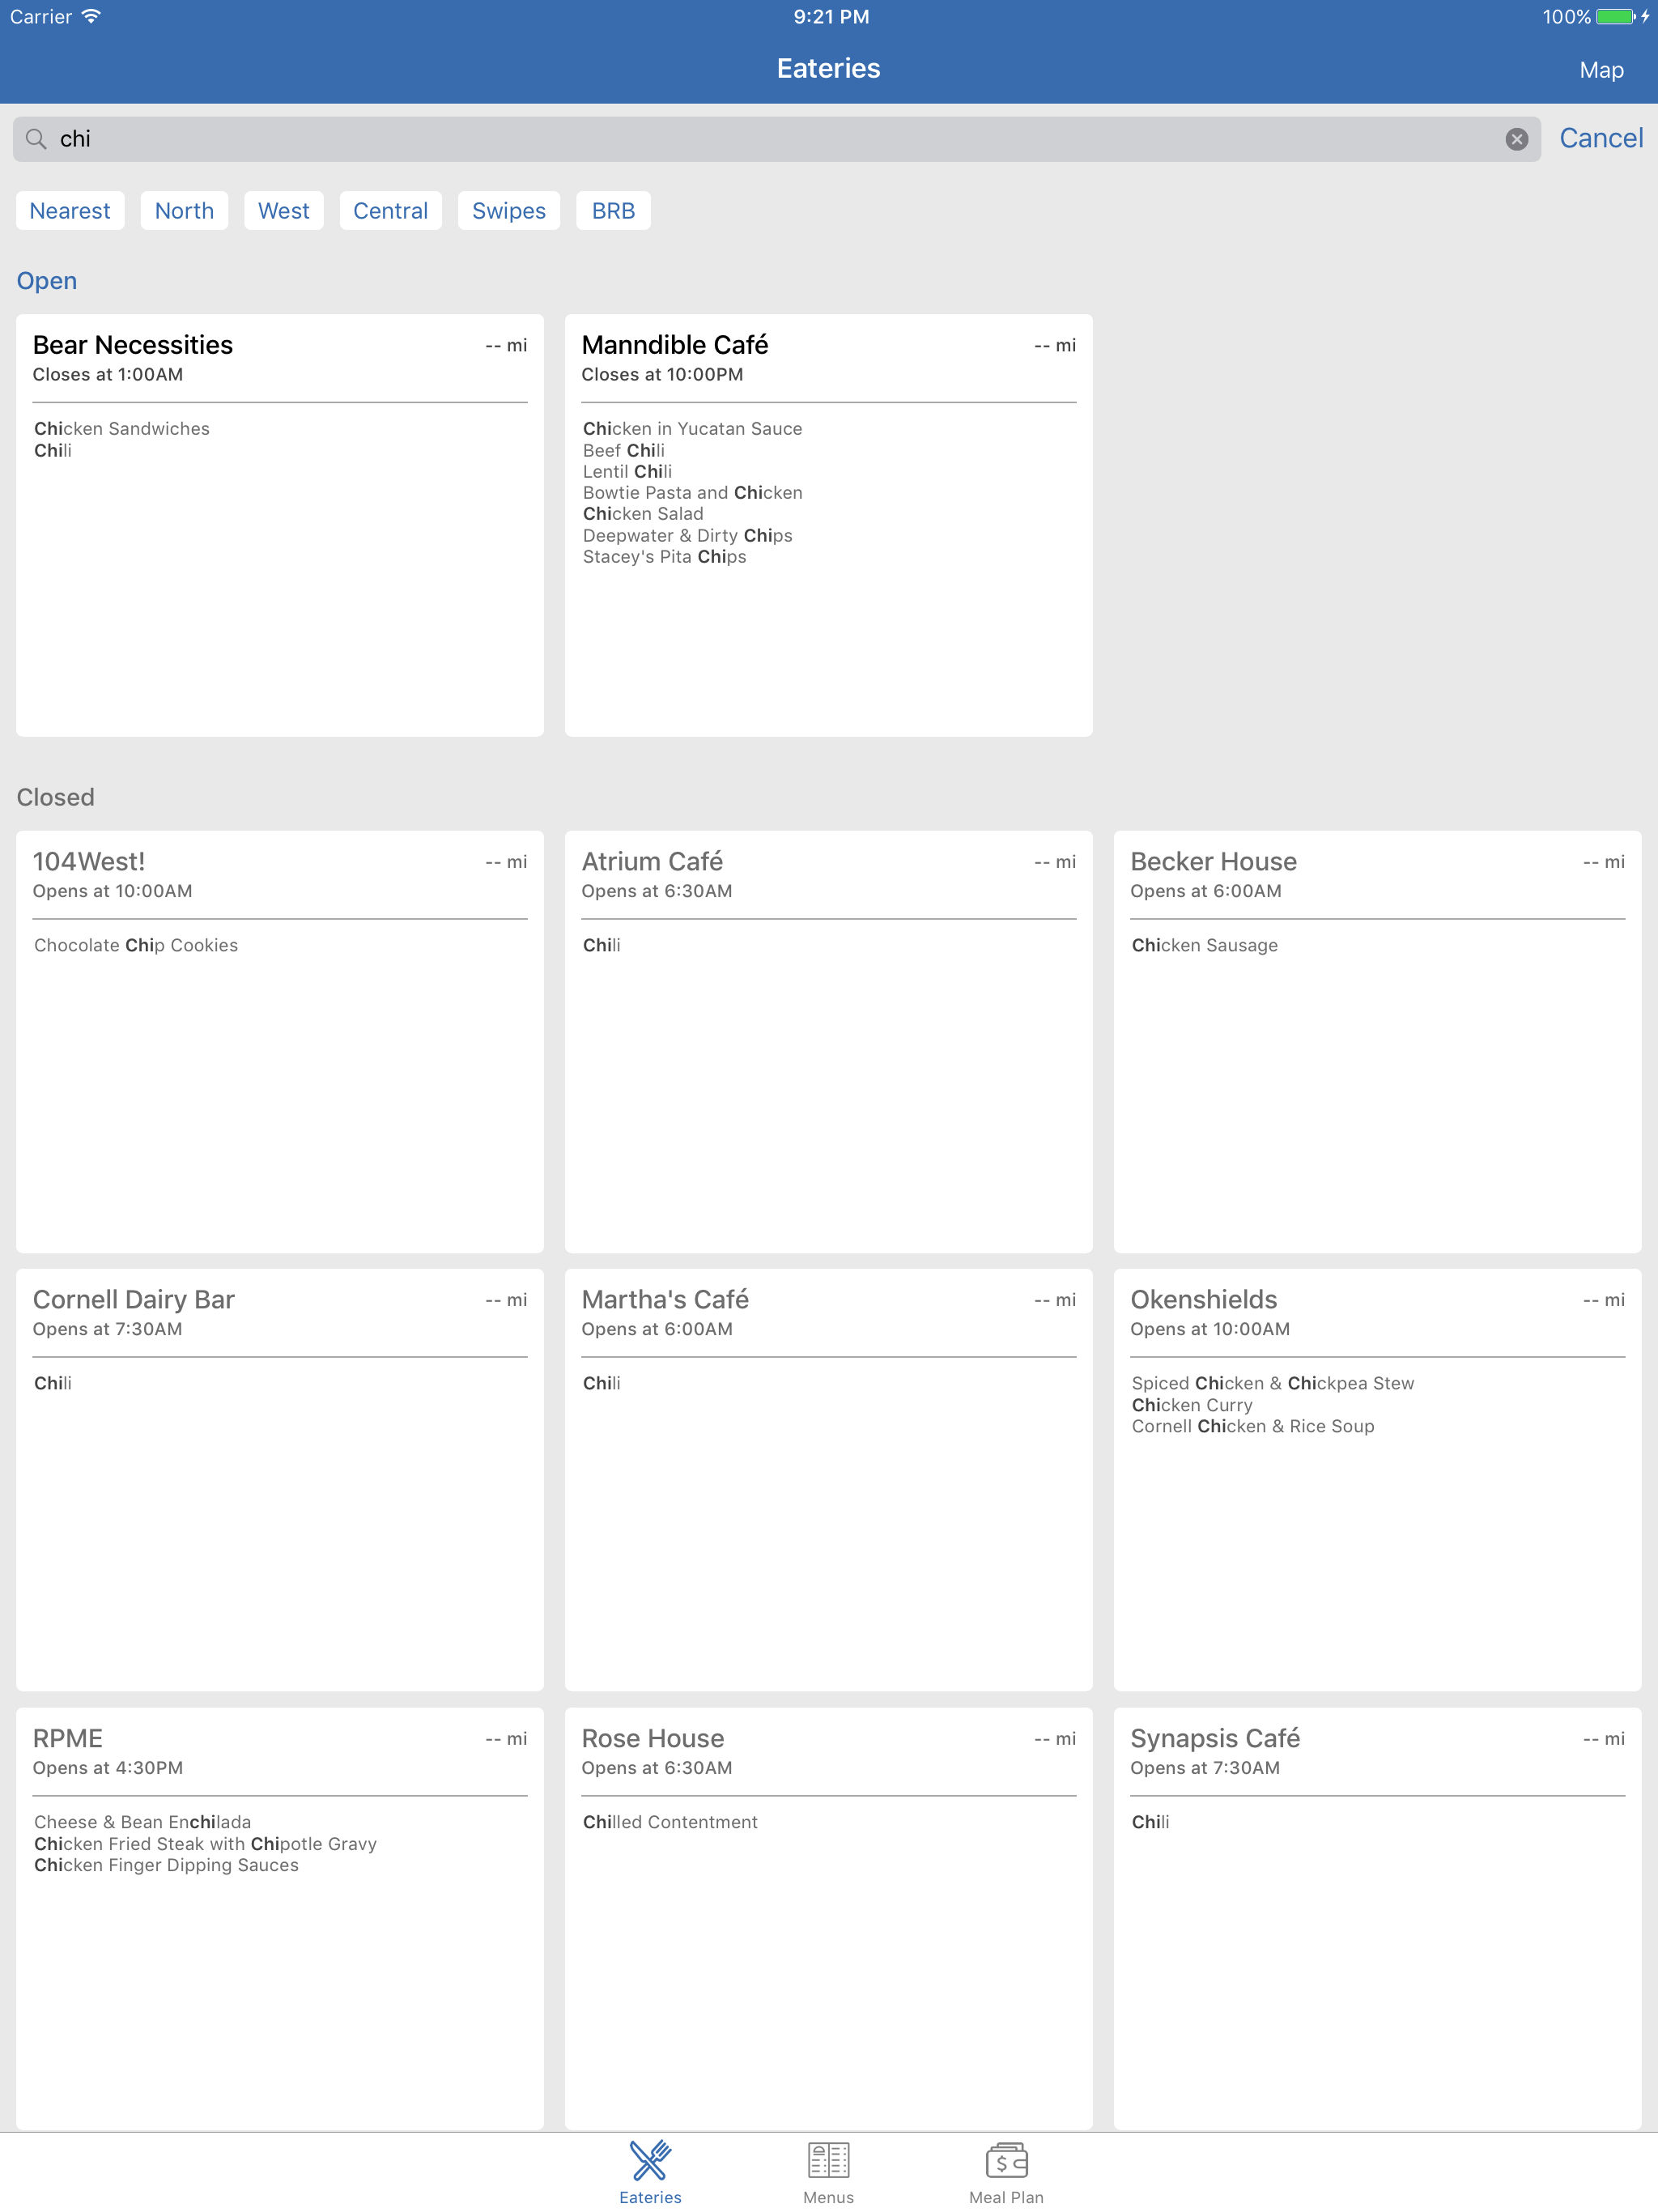 Carrier 9:21 PM 100%
Eateries Map
chi Cancel
Nearest North West Central Swipes BRB
Open
Bear Necessities -- mi
Closes at 1:00AM
Chicken Sandwiches
Chili
Manndible Café -- mi
Closes at 10:00PM
Chicken in Yucatan Sauce
Beef Chili
Lentil Chili
Bowtie Pasta and Chicken
Chicken Salad
Deepwater & Dirty Chips
Stacey's Pita Chips
Closed
104West! -- mi
Opens at 10:00AM
Chocolate Chip Cookies
Atrium Café -- mi
Opens at 6:30AM
Chili
Becker House -- mi
Opens at 6:00AM
Chicken Sausage
Cornell Dairy Bar -- mi
Opens at 7:30AM
Chili
Martha's Café -- mi
Opens at 6:00AM
Chili
Okenshields -- mi
Opens at 10:00AM
Spiced Chicken & Chickpea Stew
Chicken Curry
Cornell Chicken & Rice Soup
RPME -- mi
Opens at 4:30PM
Cheese & Bean Enchilada
Chicken Fried Steak with Chipotle Gravy
Chicken Finger Dipping Sauces
Rose House -- mi
Opens at 6:30AM
Chilled Contentment
Synapsis Café -- mi
Opens at 7:30AM
Chili
$
Eateries Menus Meal Plan